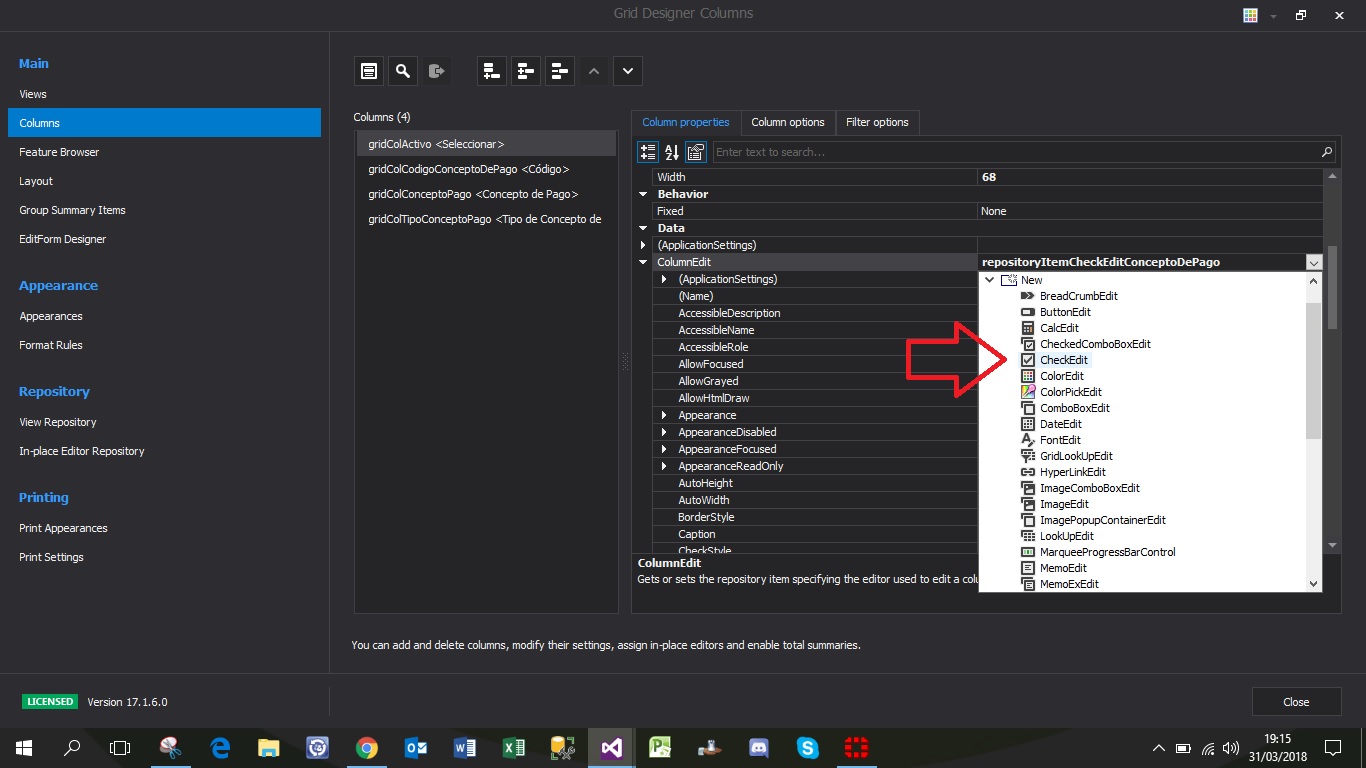 Grid Designer Columns
Main
Views
Columns
Feature Browser
Layout
Group Summary Items
EditForm Designer
Appearance
Appearances
Format Rules
Repository
View Repository
In-place Editor Repository
Printing
Print Appearances
Print Settings
Columns (4)
gridColActivo <Seleccionar>
gridColCodigoConceptoDePago <Código>
gridColConceptoPago <Concepto de Pago>
gridColTipoConceptoPago <Tipo de Concepto de
Column properties
Column options
Filter options
Enter text to search...
Width 68
Behavior
Fixed None
Data
(ApplicationSettings)
ColumnEdit repositoryItemCheckEditConceptoDePago
(ApplicationSettings)
(Name)
AccessibleDescription
AccessibleName
AccessibleRole
AllowFocused
AllowGrayed
AllowHtmlDraw
Appearance
AppearanceDisabled
AppearanceFocused
AppearanceReadOnly
AutoHeight
AutoWidth
BorderStyle
Caption
CheckStyle
New
BreadCrumbEdit
ButtonEdit
CalcEdit
CheckedComboBoxEdit
CheckEdit
ColorEdit
ColorPickEdit
ComboBoxEdit
DateEdit
FontEdit
GridLookUpEdit
HyperLinkEdit
ImageComboBoxEdit
ImageEdit
ImagePopupContainerEdit
LookUpEdit
MarqueeProgressBarControl
MemoEdit
MemoExEdit
ColumnEdit
Gets or sets the repository item specifying the editor used to edit a colu
You can add and delete columns, modify their settings, assign in-place editors and enable total summaries.
LICENSED Version 17.1.6.0
Close
19:15
31/03/2018